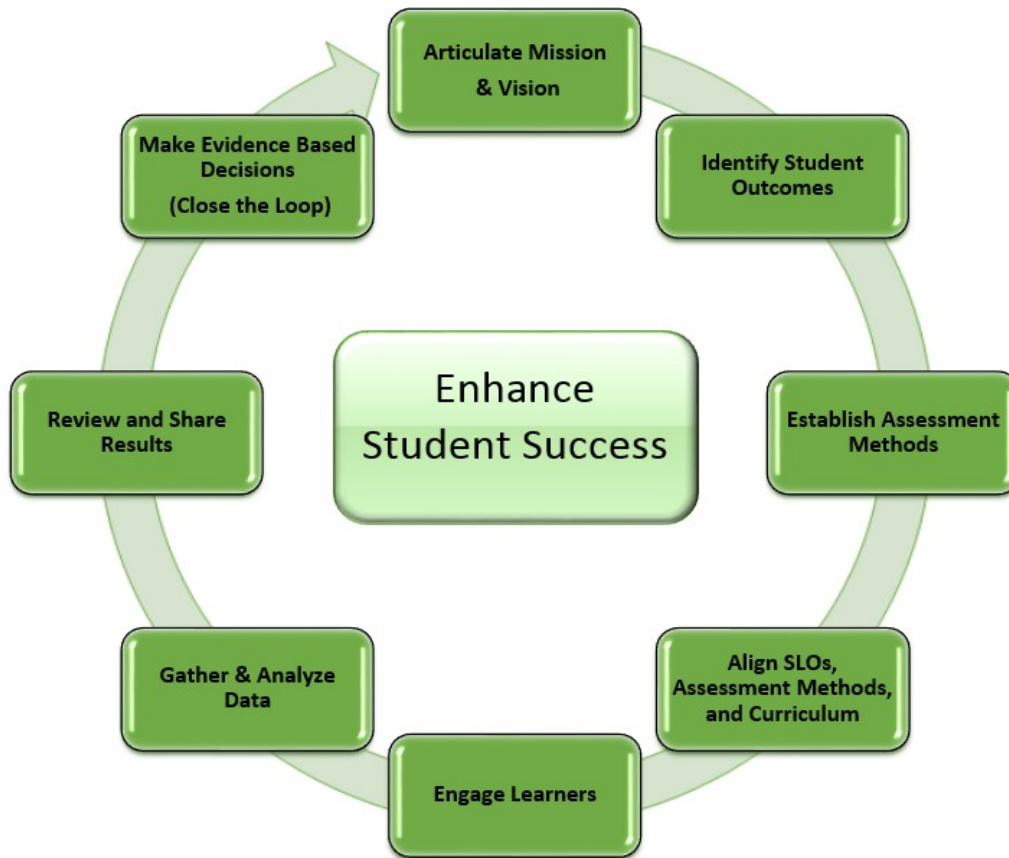 Articulate Mission
& Vision
Identify Student
Outcomes
Establish Assessment
Methods
Align SLOs,
Assessment Methods,
and Curriculum
Engage Learners
Gather & Analyze
Data
Review and Share
Results
Make Evidence Based
Decisions
(Close the Loop)
Enhance
Student Success